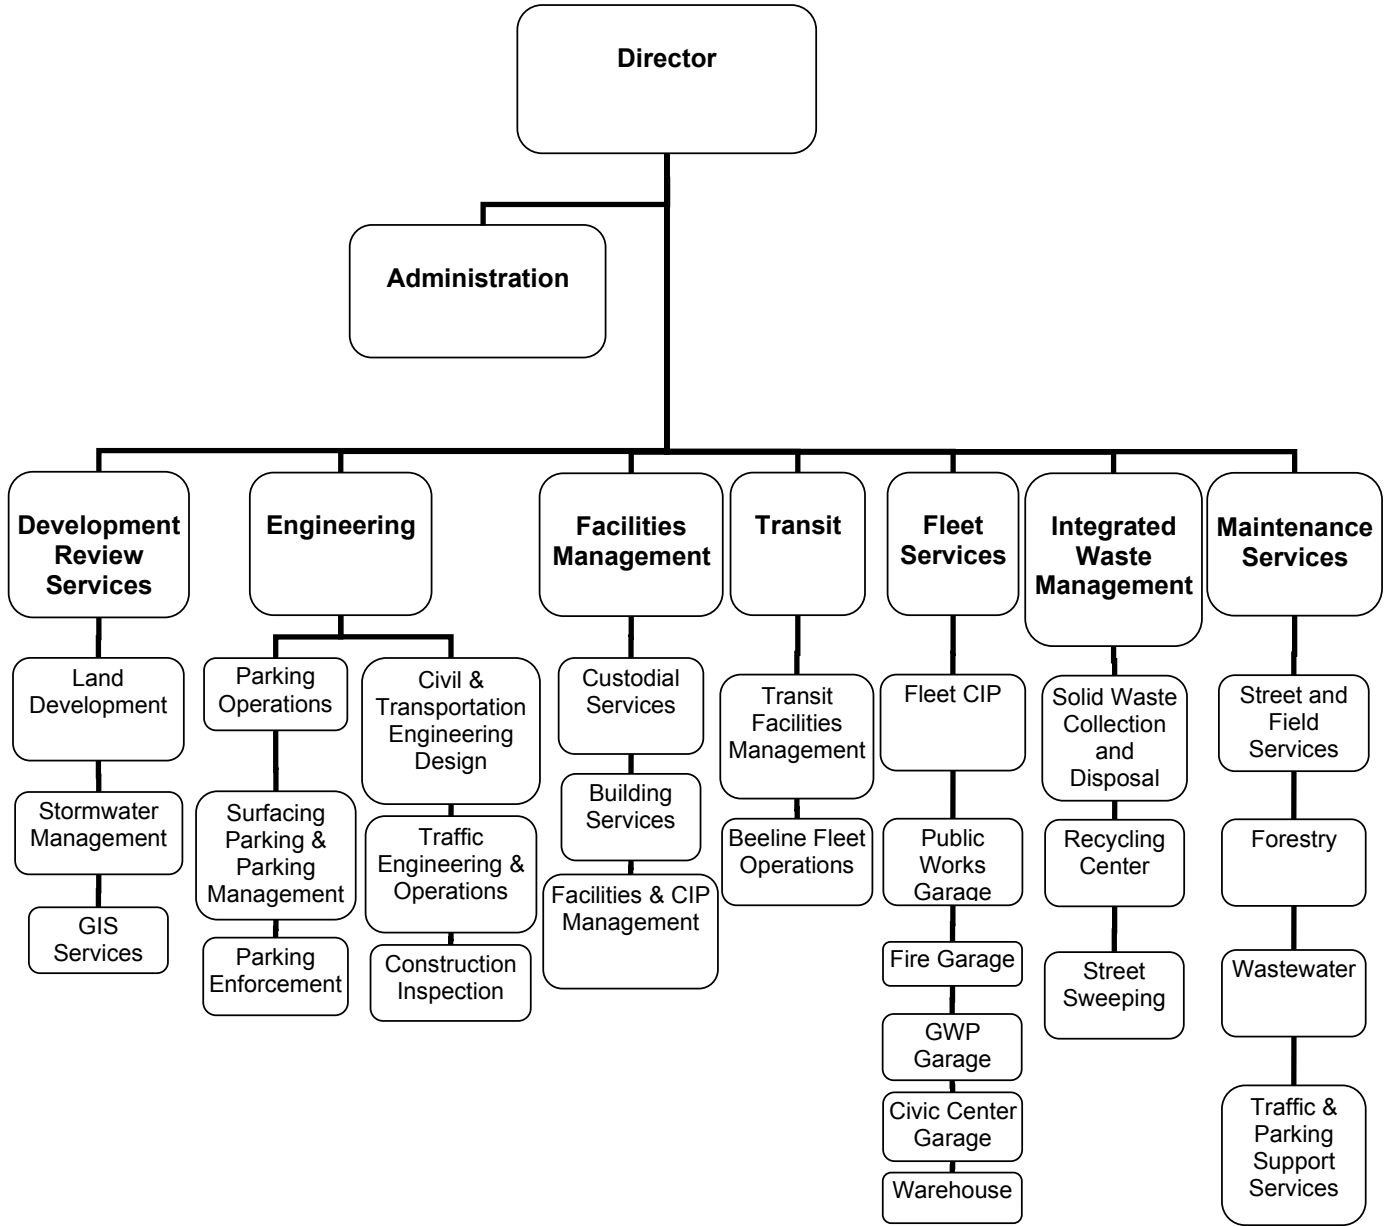 Director
Administration
Development
Review
Services
Engineering
Facilities
Management
Transit
Fleet
Services
Integrated
Waste
Management
Maintenance
Services
Land
Development
Stormwater
Management
GIS
Services
Parking
Operations
Surfacing
Parking &
Parking
Management
Parking
Enforcement
Civil &
Transportation
Engineering
Design
Traffic
Engineering &
Operations
Construction
Inspection
Custodial
Services
Building
Services
Facilities & CIP
Management
Transit
Facilities
Management
Beeline Fleet
Operations
Fleet CIP
Public
Works
Garage
Fire Garage
GWP
Garage
Civic Center
Garage
Warehouse
Solid Waste
Collection
and
Disposal
Recycling
Center
Street
Sweeping
Street and
Field
Services
Forestry
Wastewater
Traffic &
Parking
Support
Services